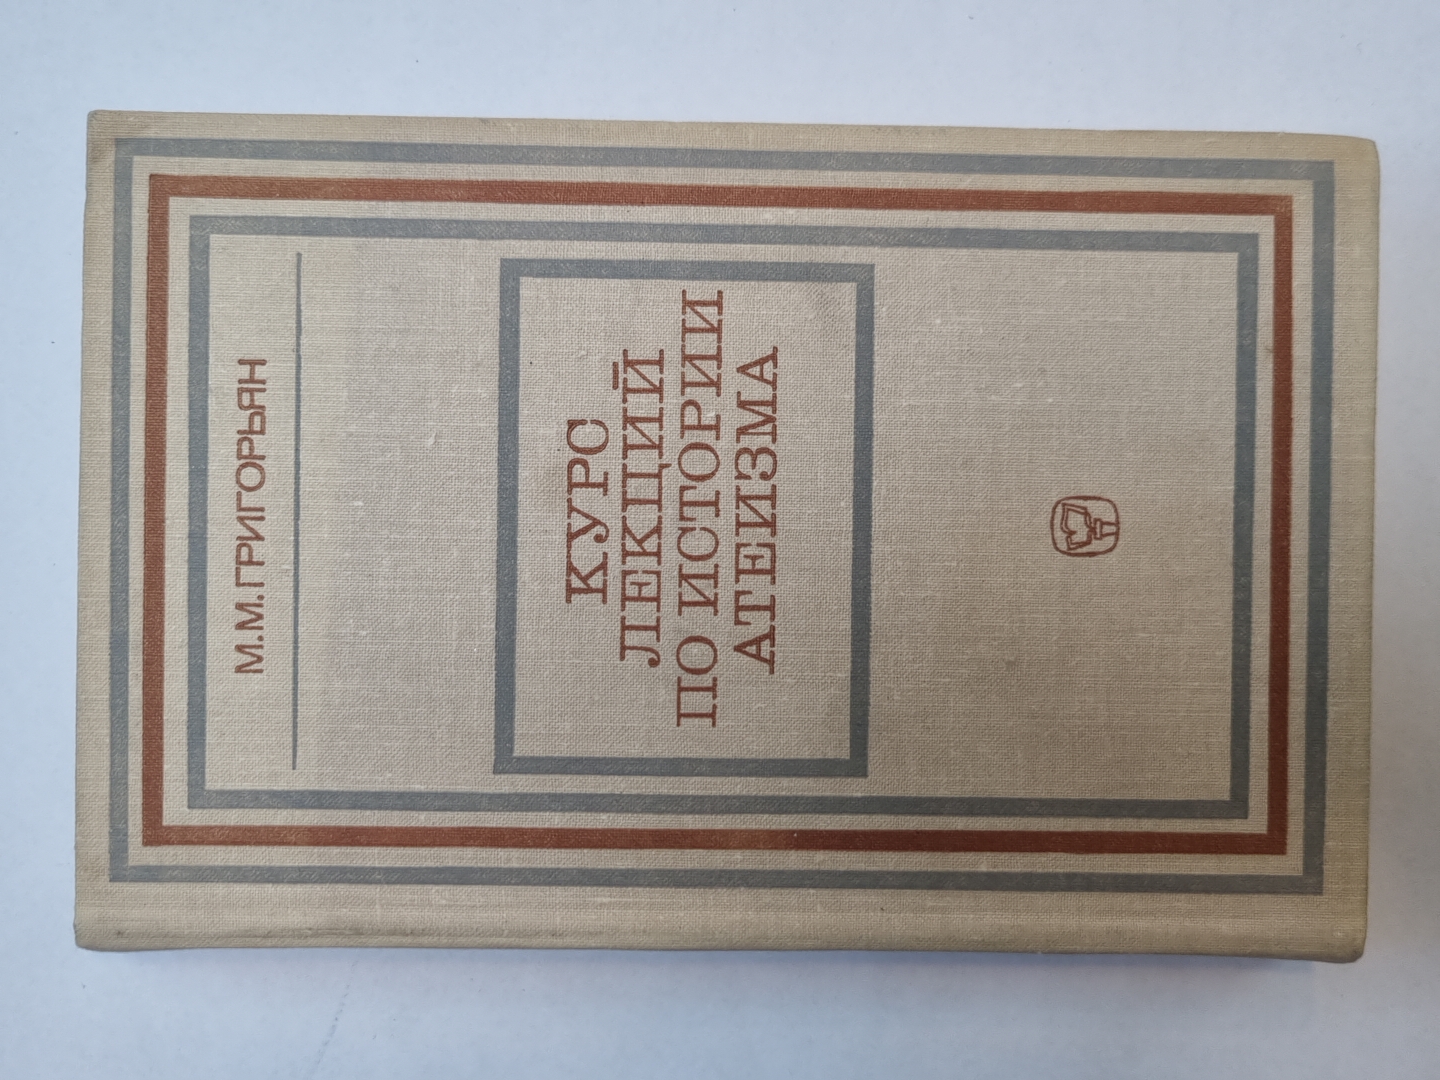 М.М.ГРИГОРЬЯН
КУРС
ЛЕКЦИЙ
ПО ИСТОРИИ
АТЕИЗМА